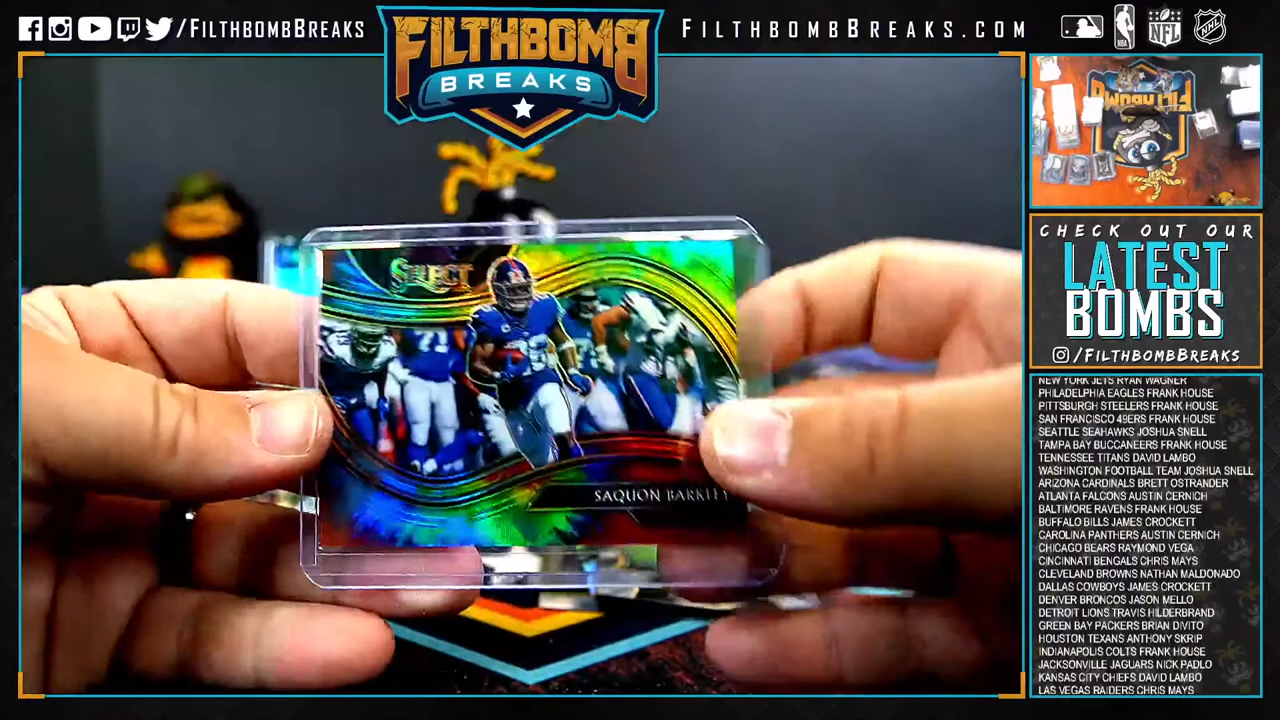 /FILTHBOMBBREAKS
FILTHBOMB
BREAKS
FILTHBOMBBREAKS.COM
NBA
NFL
NHL
SELECT
71
SAQUON BARKLEY
CHECK OUT OUR
LATEST
BOMBS
/FILTHBOMBBREAKS
NEW YORK JETS RYAN WAGNER
PHILADELPHIA EAGLES FRANK HOUSE
PITTSBURGH STEELERS FRANK HOUSE
SAN FRANCISCO 49ERS FRANK HOUSE
SEATTLE SEAHAWKS JOSHUA SNELL
TAMPA BAY BUCCANEERS FRANK HOUSE
TENNESSEE TITANS DAVID LAMBO
WASHINGTON FOOTBALL TEAM JOSHUA SNELL
ARIZONA CARDINALS BRETT OSTRANDER
ATLANTA FALCONS AUSTIN CERNICH
BALTIMORE RAVENS FRANK HOUSE
BUFFALO BILLS JAMES CROCKETT
CAROLINA PANTHERS AUSTIN CERNICH
CHICAGO BEARS RAYMOND VEGA
CINCINNATI BENGALS CHRIS MAYS
CLEVELAND BROWNS NATHAN MALDONADO
DALLAS COWBOYS JAMES CROCKETT
DENVER BRONCOS JASON MELLO
DETROIT LIONS TRAVIS HILDERBRAND
GREEN BAY PACKERS BRIAN DIVITO
HOUSTON TEXANS ANTHONY SKRIP
INDIANAPOLIS COLTS FRANK HOUSE
JACKSONVILLE JAGUARS NICK PADLO
KANSAS CITY CHIEFS DAVID LAMBO
LAS VEGAS RAIDERS CHRIS MAYS